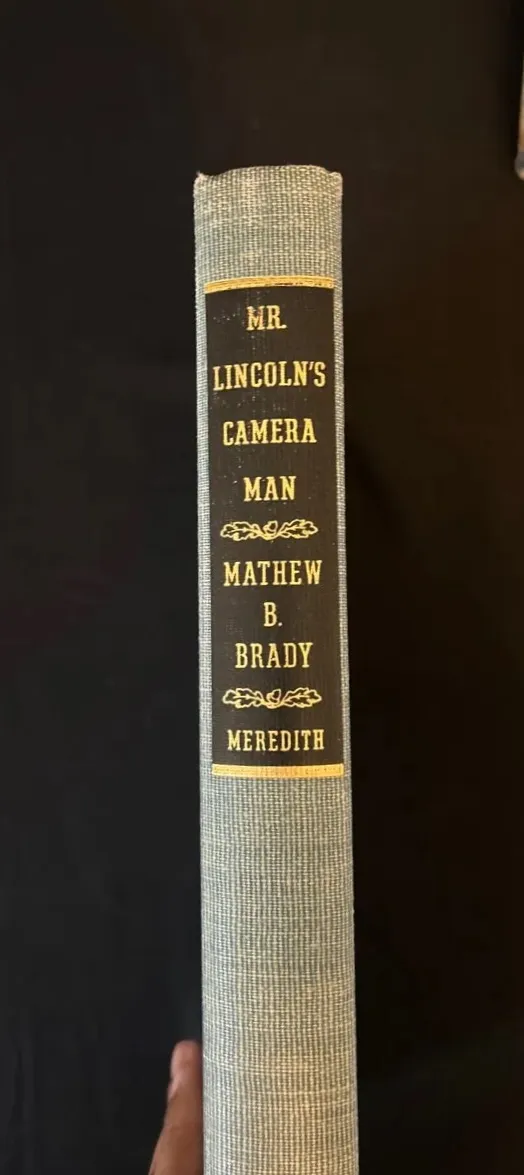 MR.
LINCOLN'S
CAMERA
MAN
MATHEW
B.
BRADY
MEREDITH